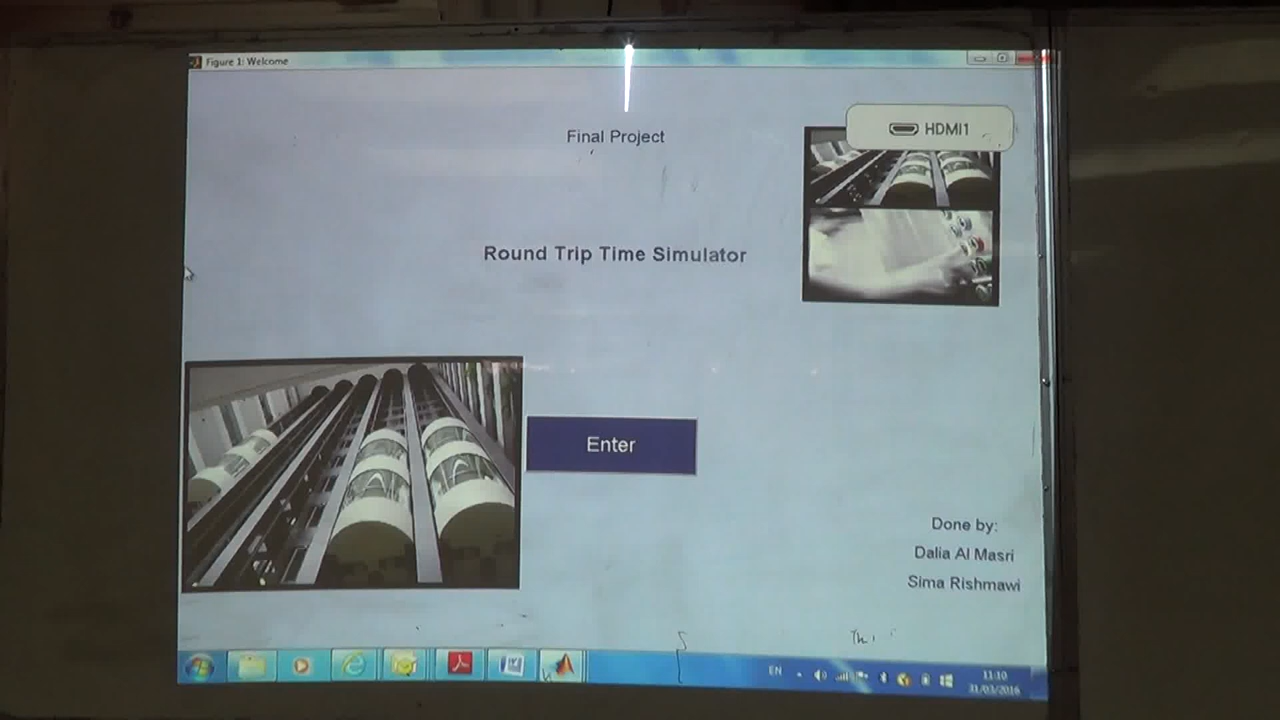 Figure 1: Welcome
HDMI1
Final Project
Round Trip Time Simulator
Enter
Done by:
Dalia Al Masri
Sima Rishmawi
EN
11:10
31/03/2016